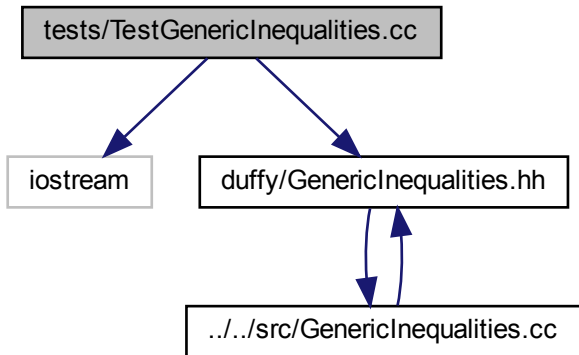 tests/TestGenericInequalities.cc
iostream
duffy/GenericInequalities.hh
../../src/GenericInequalities.cc